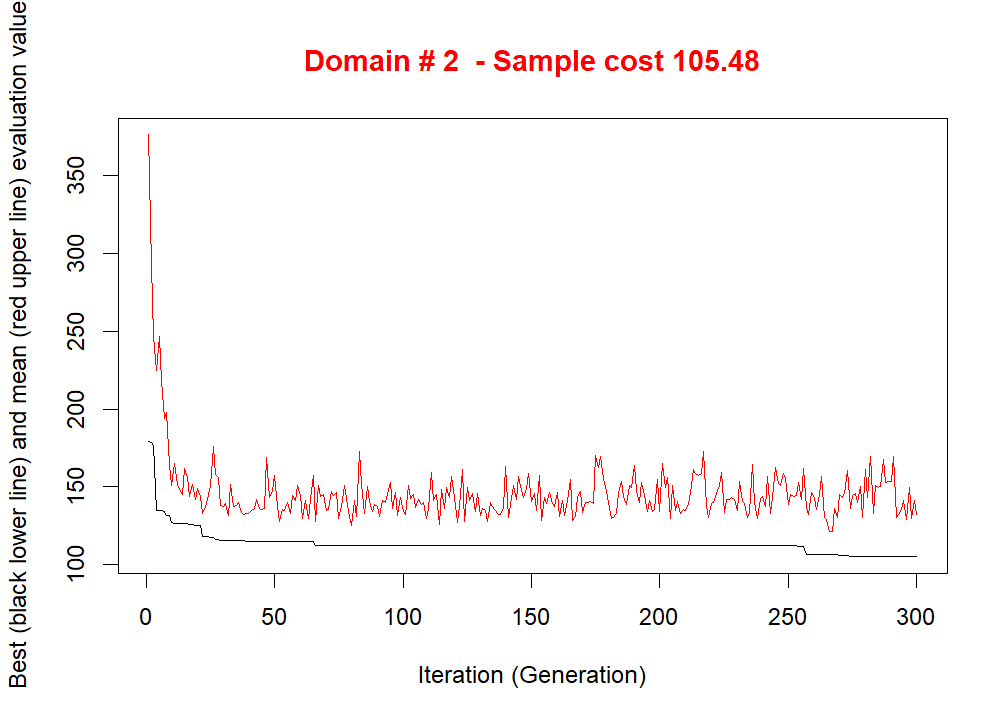 Domain # 2  - Sample cost 105.48
Best (black lower line) and mean (red upper line) evaluation value
350
300
250
200
150
100
0 50 100 150 200 250 300
Iteration (Generation)